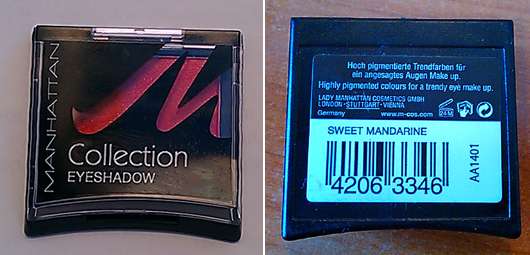 MANHATTAN
M
Collection
EYESHADOW
Hoch pigmentierte Trendfarben für
ein angesagtes Augen Make up.
Highly pigmented colours for a trendy eye make up.
LADY MANHATTAN COSMETICS GMBH
LONDON•STUTTGART•VIENNA
Germany www.m-cos.com
SWEET MANDARINE
4206 3346
AA1401